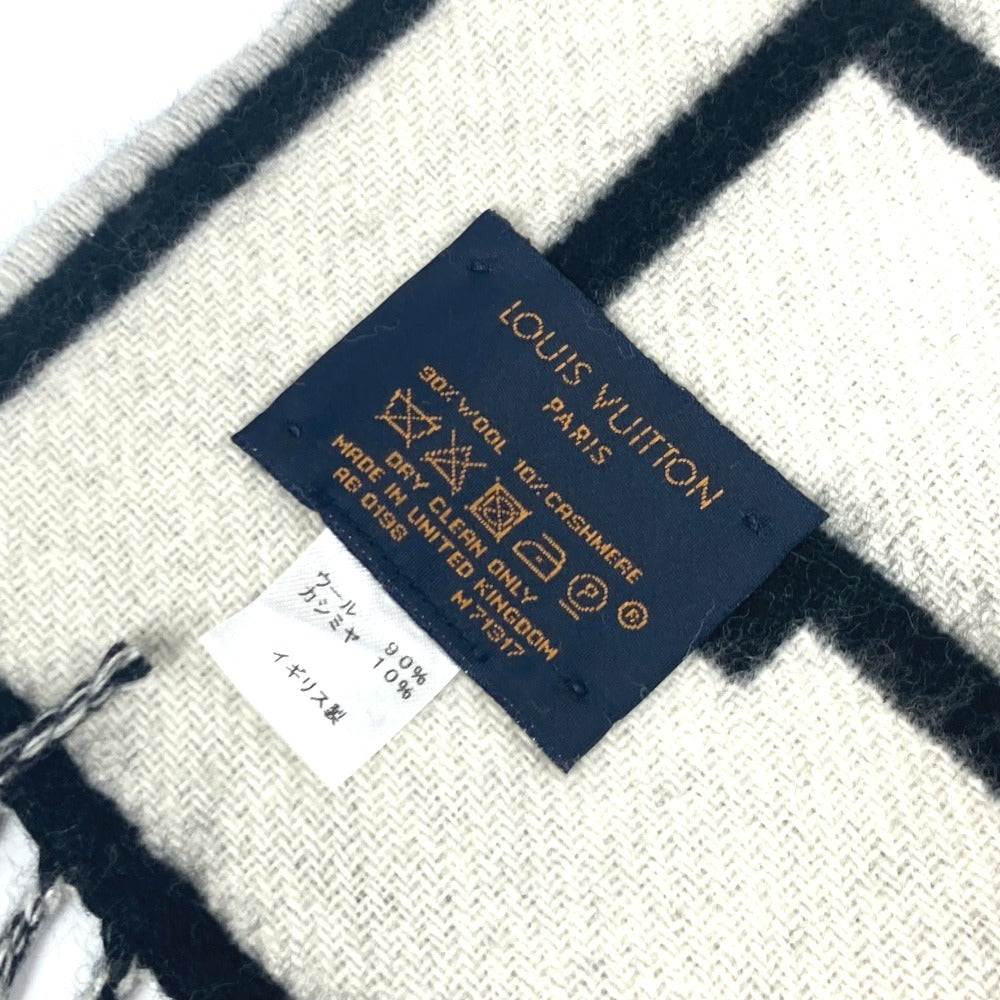 LOUIS VUITTON
PARIS
90% WOOL 10% CASHMERE
P ®
DRY CLEAN ONLY
MADE IN UNITED KINGDOM
AG 0196 M71317
ウール 90%
カシミヤ 10%
イギリス製